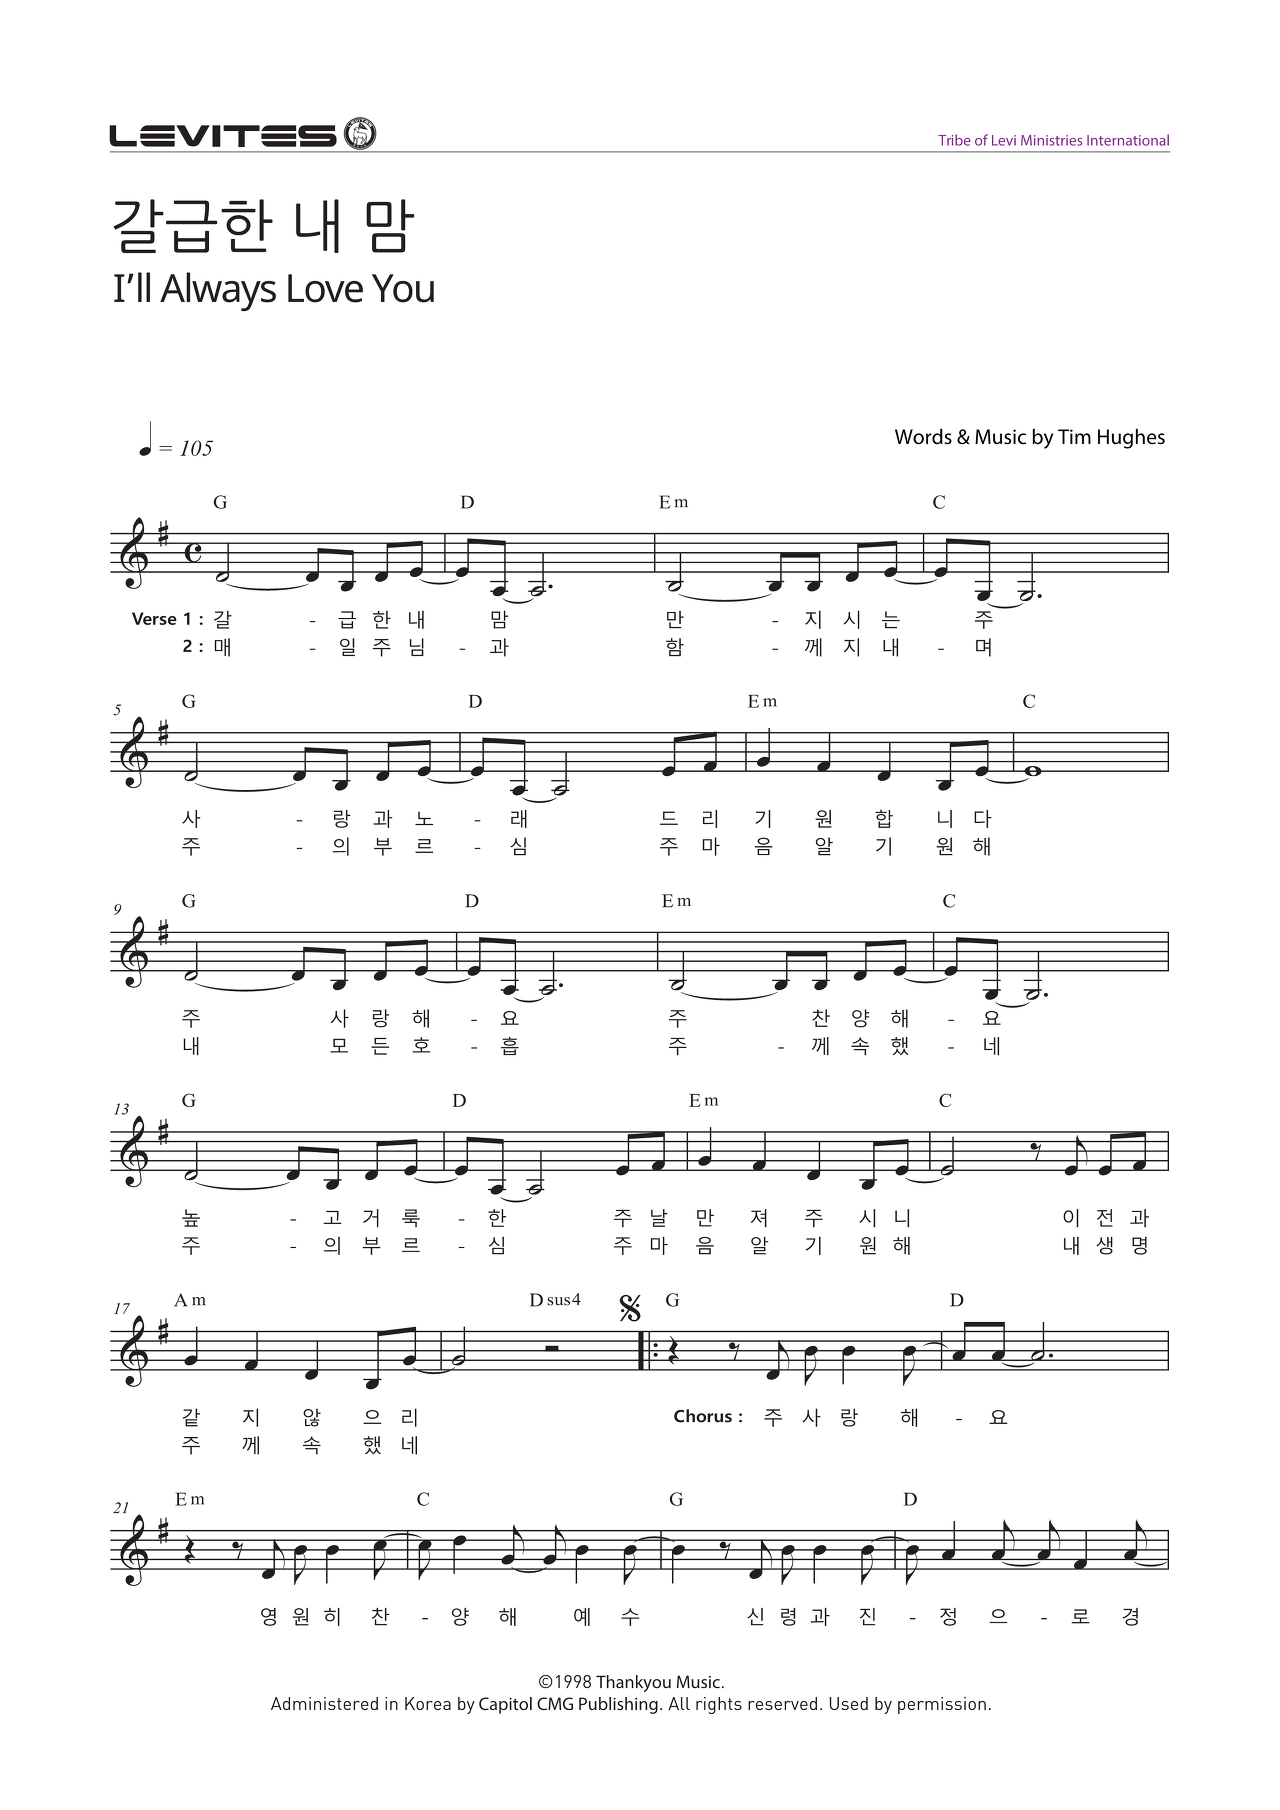 LEVITES
Tribe of Levi Ministries International
갈급한 내 맘
I'll Always Love You
= 105
Words & Music by Tim Hughes
G D Em C
Verse 1 : 갈 - 급 한 내 맘 만 - 지 시 는 주
2 : 매 - 일 주 님 - 과 함 - 께 지 내 - 며
5 G D Em C
사 - 랑 과 노 - 래 드 리 기 원 합 니 다
주 - 의 부 르 - 심 주 마 음 알 기 원 해
9 G D Em C
주 사 랑 해 - 요 주 찬 양 해 - 요
내 모 든 호 - 흡 주 - 께 속 했 - 네
13 G D Em C
높 - 고 거 룩 - 한 주 날 만 져 주 시 니 이 전 과
주 - 의 부 르 - 심 주 마 음 알 기 원 해 내 생 명
17 Am Dsus4 G D
같 지 않 으 리 Chorus : 주 사 랑 해 - 요
주 께 속 했 네
21 Em C G D
영 원 히 찬 - 양 해 예 수 신 령 과 진 - 정 으 - 로 경
©1998 Thankyou Music.
Administered in Korea by Capitol CMG Publishing. All rights reserved. Used by permission.